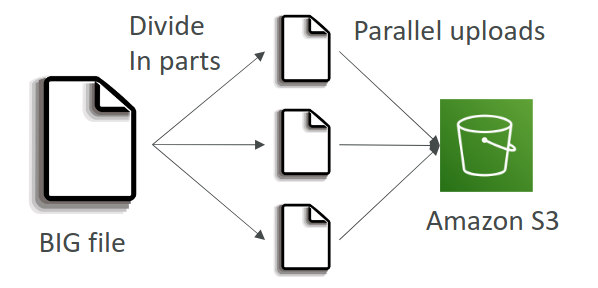 Divide
In parts
Parallel uploads
BIG file
Amazon S3